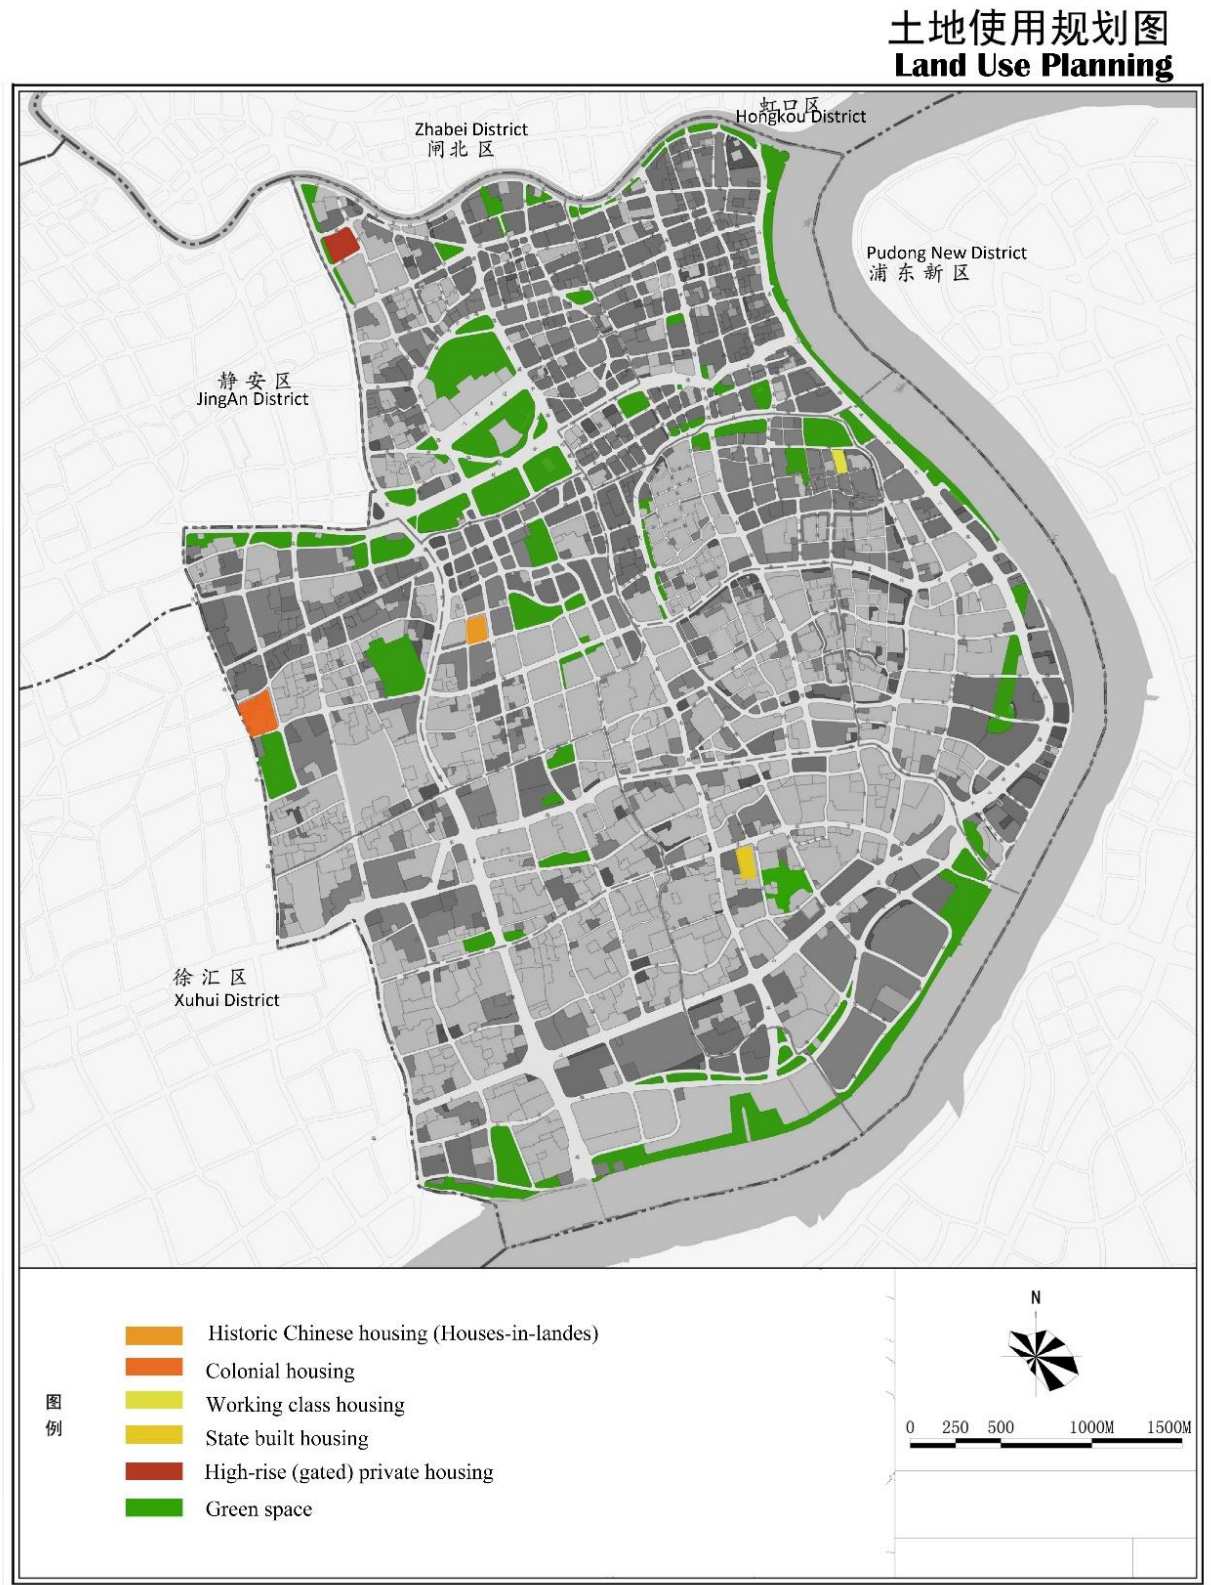 土地使用规划图
Land Use Planning
虹口区
Hongkou District
Zhabei District
闸北区
Pudong New District
浦东新区
静安区
JingAn District
徐汇区
Xuhui District
图例
Historic Chinese housing (Houses-in-landes)
Colonial housing
Working class housing
State built housing
High-rise (gated) private housing
Green space
N
0 250 500 1000M 1500M